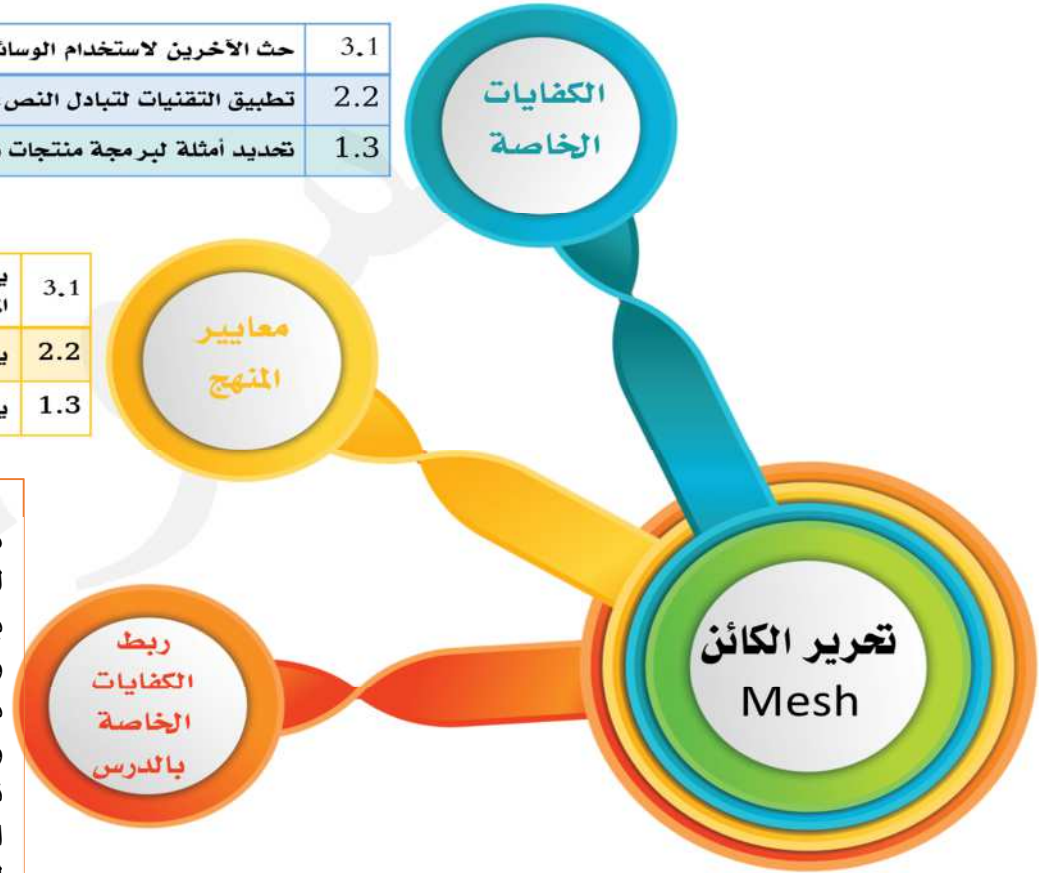 3.1 حث الآخرين لاستخدام
2.2 تطبيق التقنيات لتبادل النص
1.3 تحديد أمثلة لبرمجة منتجات
الكفايات
الخاصة
3.1
2.2
1.3
معايير
المنهج
ربط
الكفايات
الخاصة
بالدرس
تحرير الكائن
Mesh